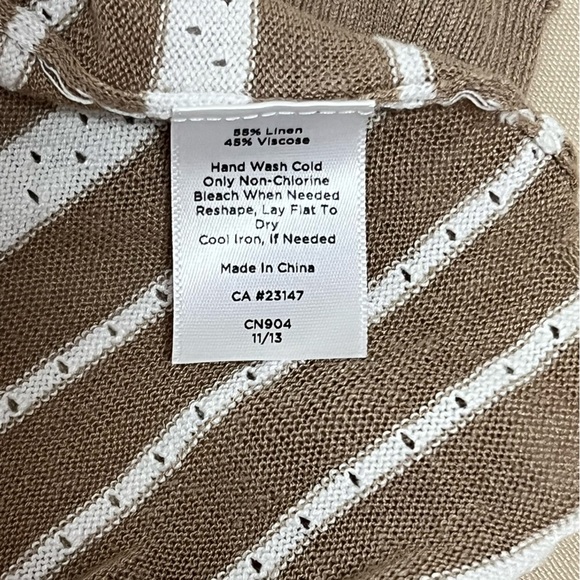 55% Linen
45% Viscose
Hand Wash Cold
Only Non-Chlorine
Bleach When Needed
Reshape, Lay Flat To
Dry
Cool Iron, If Needed
Made In China
CA #23147
CN904
11/13